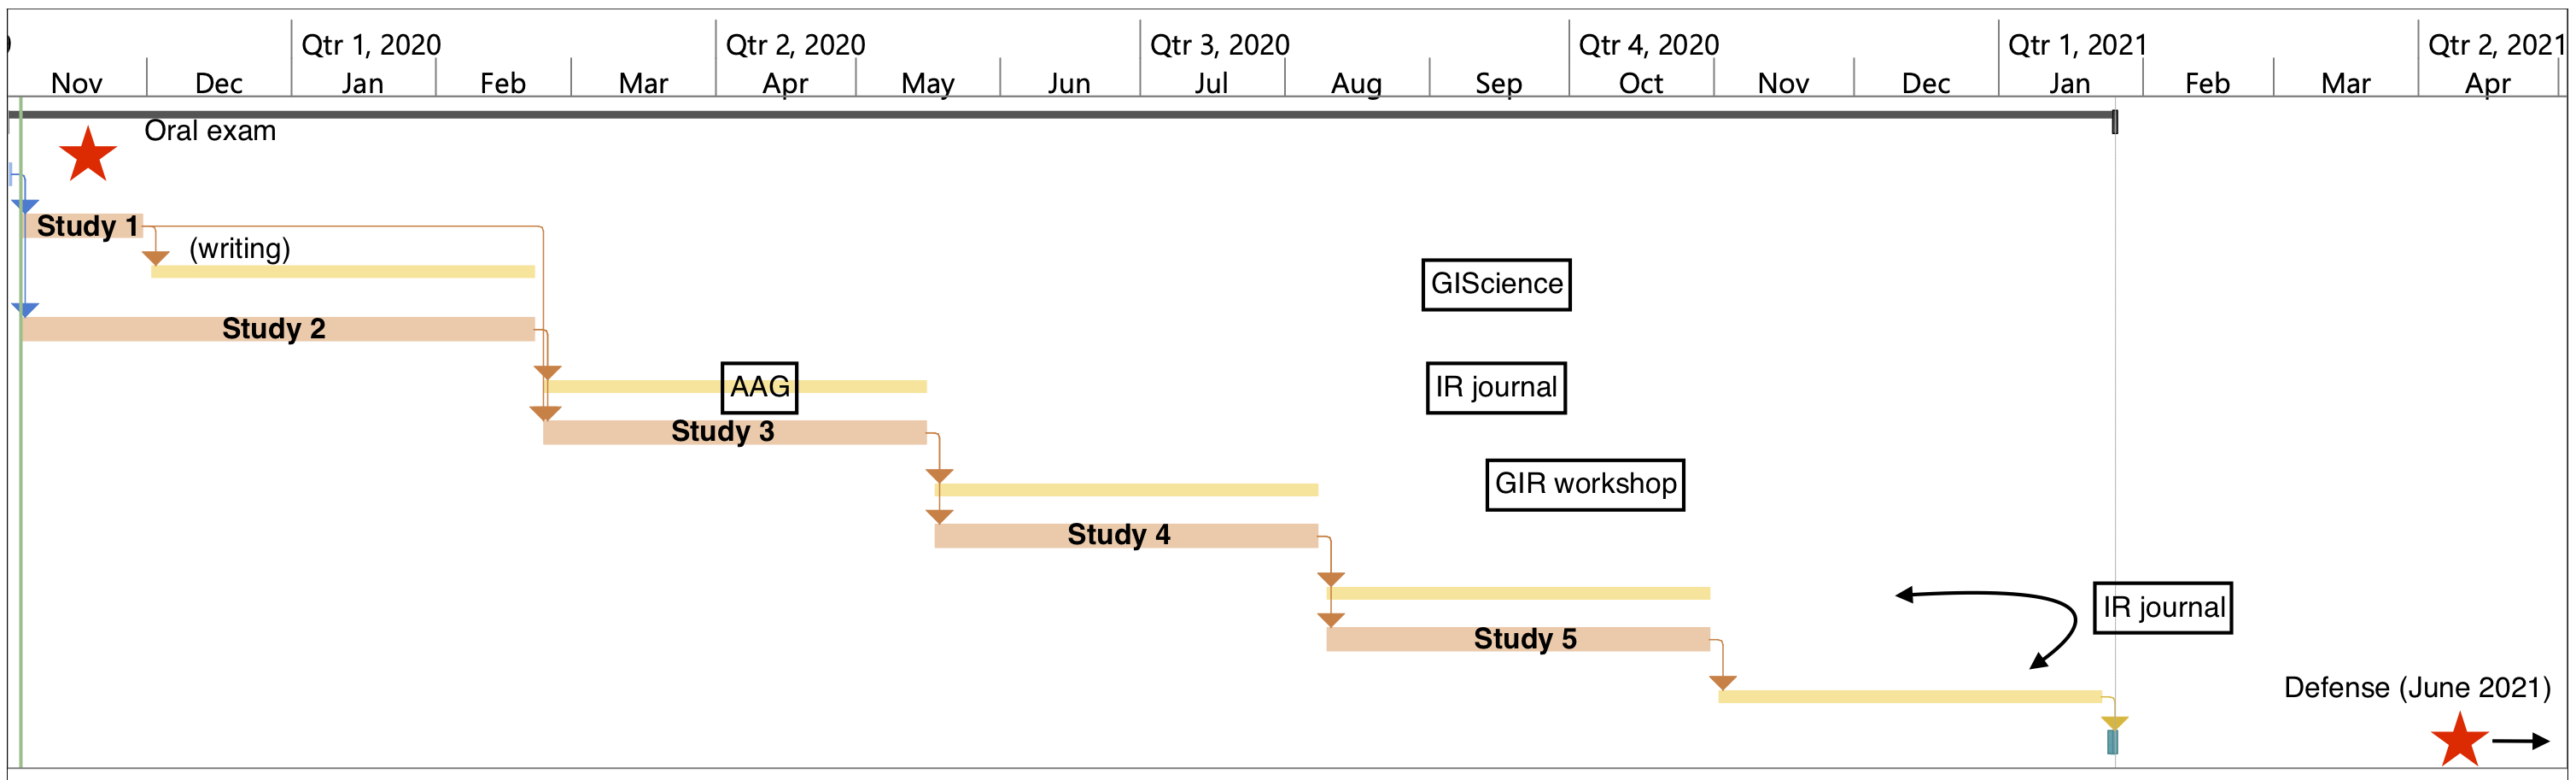 Qtr 1, 2020 Qtr 2, 2020 Qtr 3, 2020 Qtr 4, 2020 Qtr 1, 2021 Qtr 2, 2021
Nov Dec Jan Feb Mar Apr May Jun Jul Aug Sep Oct Nov Dec Jan Feb Mar Apr
Oral exam
Study 1
(writing)
GIScience
Study 2
AAG IR journal
Study 3
GIR workshop
Study 4
IR journal
Study 5
Defense (June 2021)